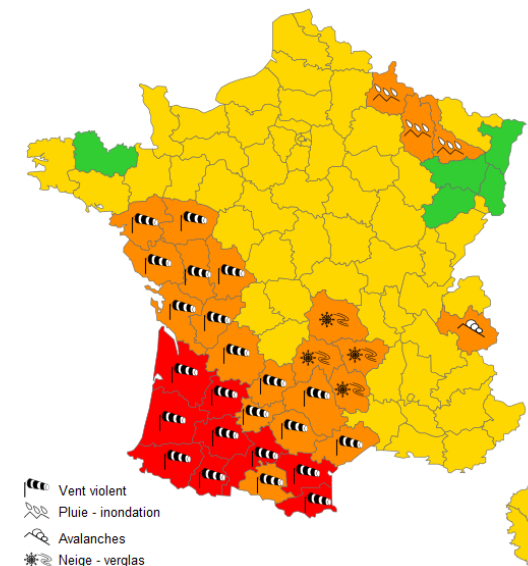 Vent violent
Pluie - inondation
Avalanches
Neige - verglas